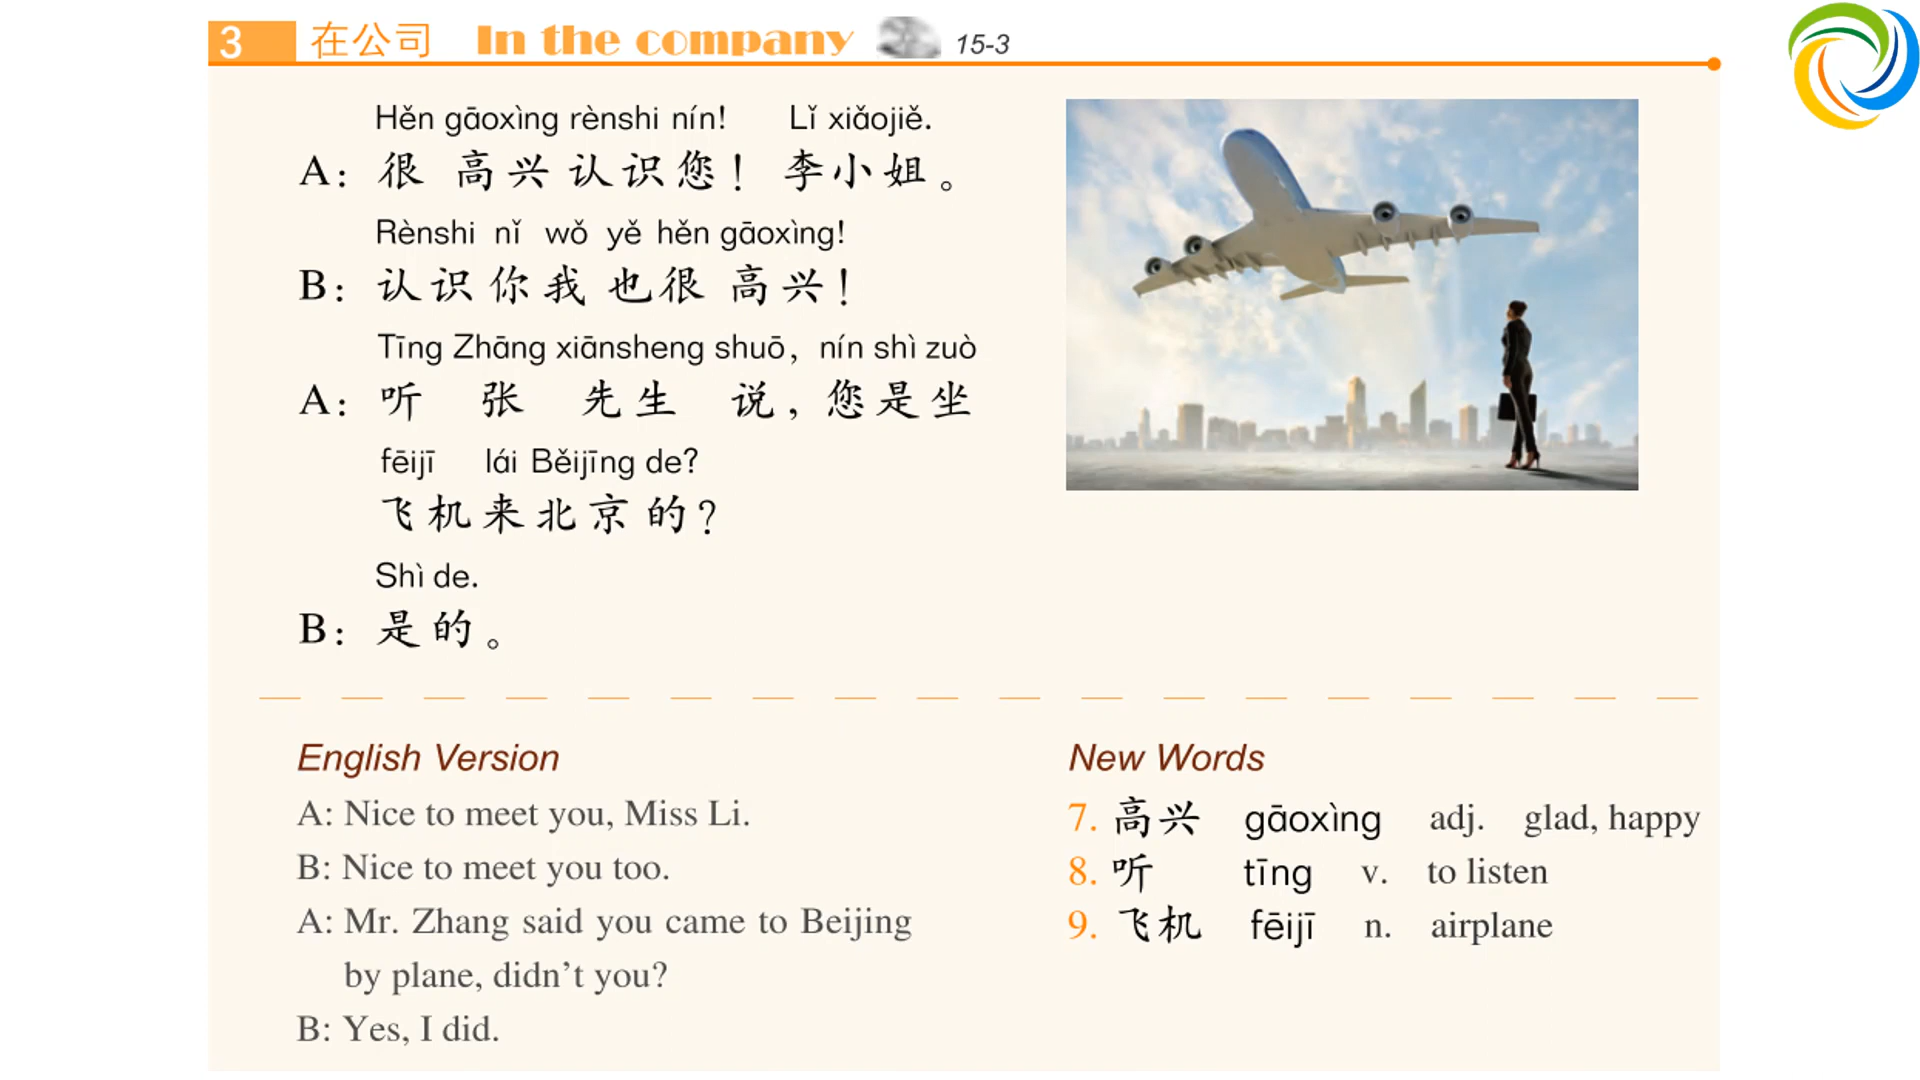 3 在公司 In the company 15-3
Hěn gāoxìng rènshi nín! Lǐ xiǎojiě.
A: 很高兴认识您! 李小姐。
Rènshi nǐ wǒ yě hěn gāoxìng!
B: 认识你我也很高兴!
Tīng Zhāng xiānsheng shuō, nín shì zuò
A: 听张先生说, 您是坐
fēijī lái Běijīng de?
飞机来北京的?
Shì de.
B: 是的。
English Version
A: Nice to meet you, Miss Li.
B: Nice to meet you too.
A: Mr. Zhang said you came to Beijing
by plane, didn't you?
B: Yes, I did.
New Words
7. 高兴 gāoxìng adj. glad, happy
8. 听 tīng v. to listen
9. 飞机 fēijī n. airplane